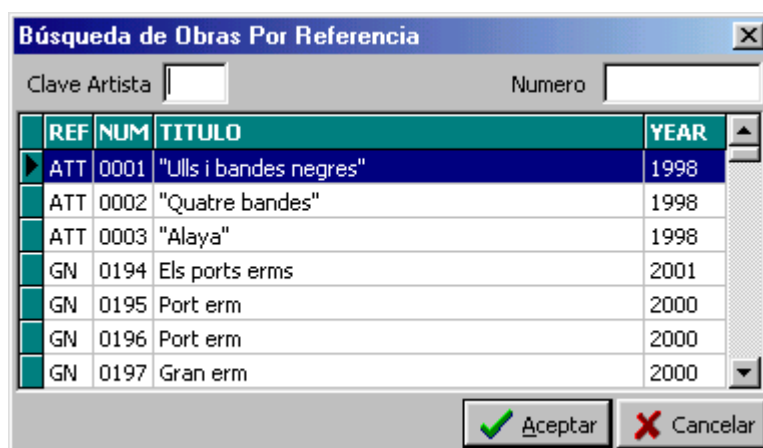 Búsqueda de Obras Por Referencia
Clave Artista Numero
REF NUM TITULO YEAR
ATT 0001 "Ulls i bandes negres" 1998
ATT 0002 "Quatre bandes" 1998
ATT 0003 "Alaya" 1998
GN 0194 Els ports erms 2001
GN 0195 Port erm 2000
GN 0196 Port erm 2000
GN 0197 Gran erm 2000
Aceptar Cancelar